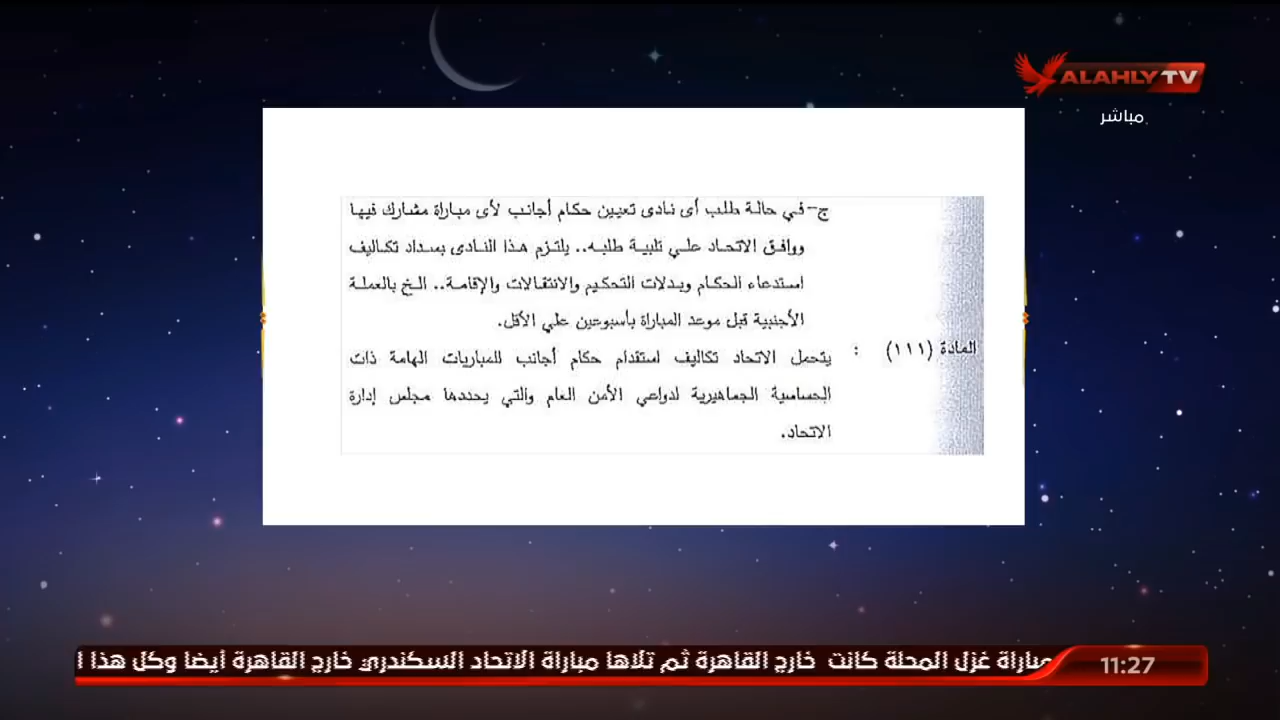 ALAHLY TV
مباشر
ج- في حالة طلب أى نادى تعيين حكام أجانب لأى مباراة مشارك فيها
ووافق الاتحاد علي تلبية طلبه.. يلتزم هذا النادى بسداد تكاليف
استدعاء الحكام وبدلات التحكيم والانتقالات والإقامة.. الخ بالعملة
الأجنبية قبل موعد المباراة بأسبوعين علي الأقل.
المادة (١١١) :
يتحمل الاتحاد تكاليف استقدام حكام أجانب للمباريات الهامة ذات
الحساسية الجماهيرية لدواعي الأمن العام والتي يحددها مجلس إدارة
الاتحاد.
مباراة غزل المحلة كانت خارج القاهرة ثم تلاها مباراة الاتحاد السكندري خارج القاهرة أيضا وكل هذا ا
11:27